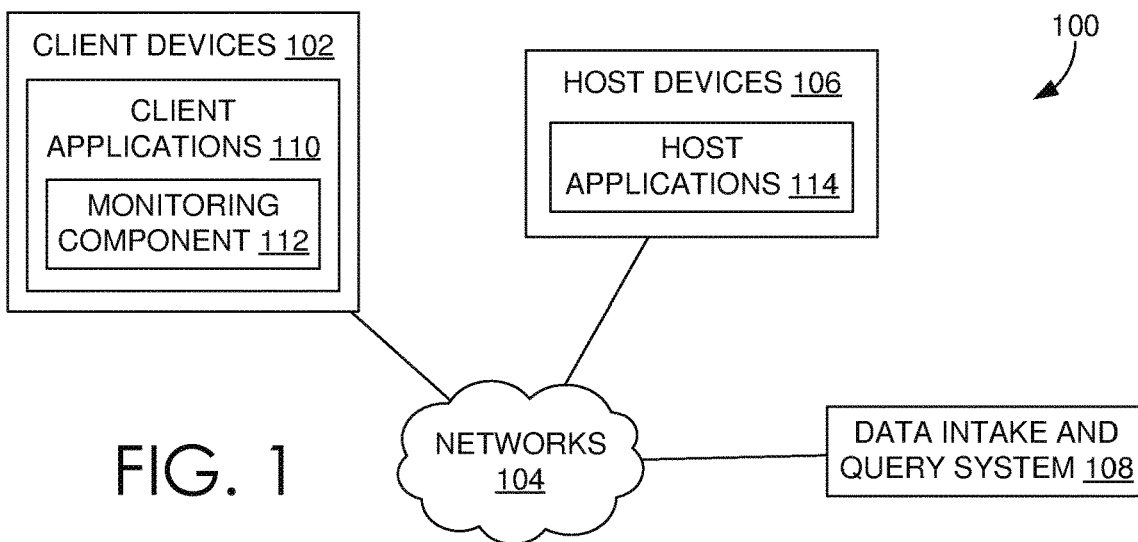 100
CLIENT DEVICES 102
CLIENT
APPLICATIONS 110
MONITORING
COMPONENT 112
HOST DEVICES 106
HOST
APPLICATIONS 114
NETWORKS
104
DATA INTAKE AND
QUERY SYSTEM 108
FIG. 1